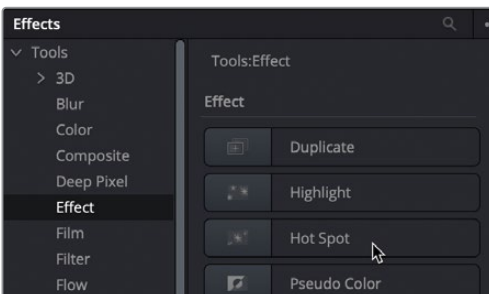 Effects
Tools
3D
Blur
Color
Composite
Deep Pixel
Effect
Film
Filter
Flow
Tools:Effect
Effect
Duplicate
Highlight
Hot Spot
Pseudo Color